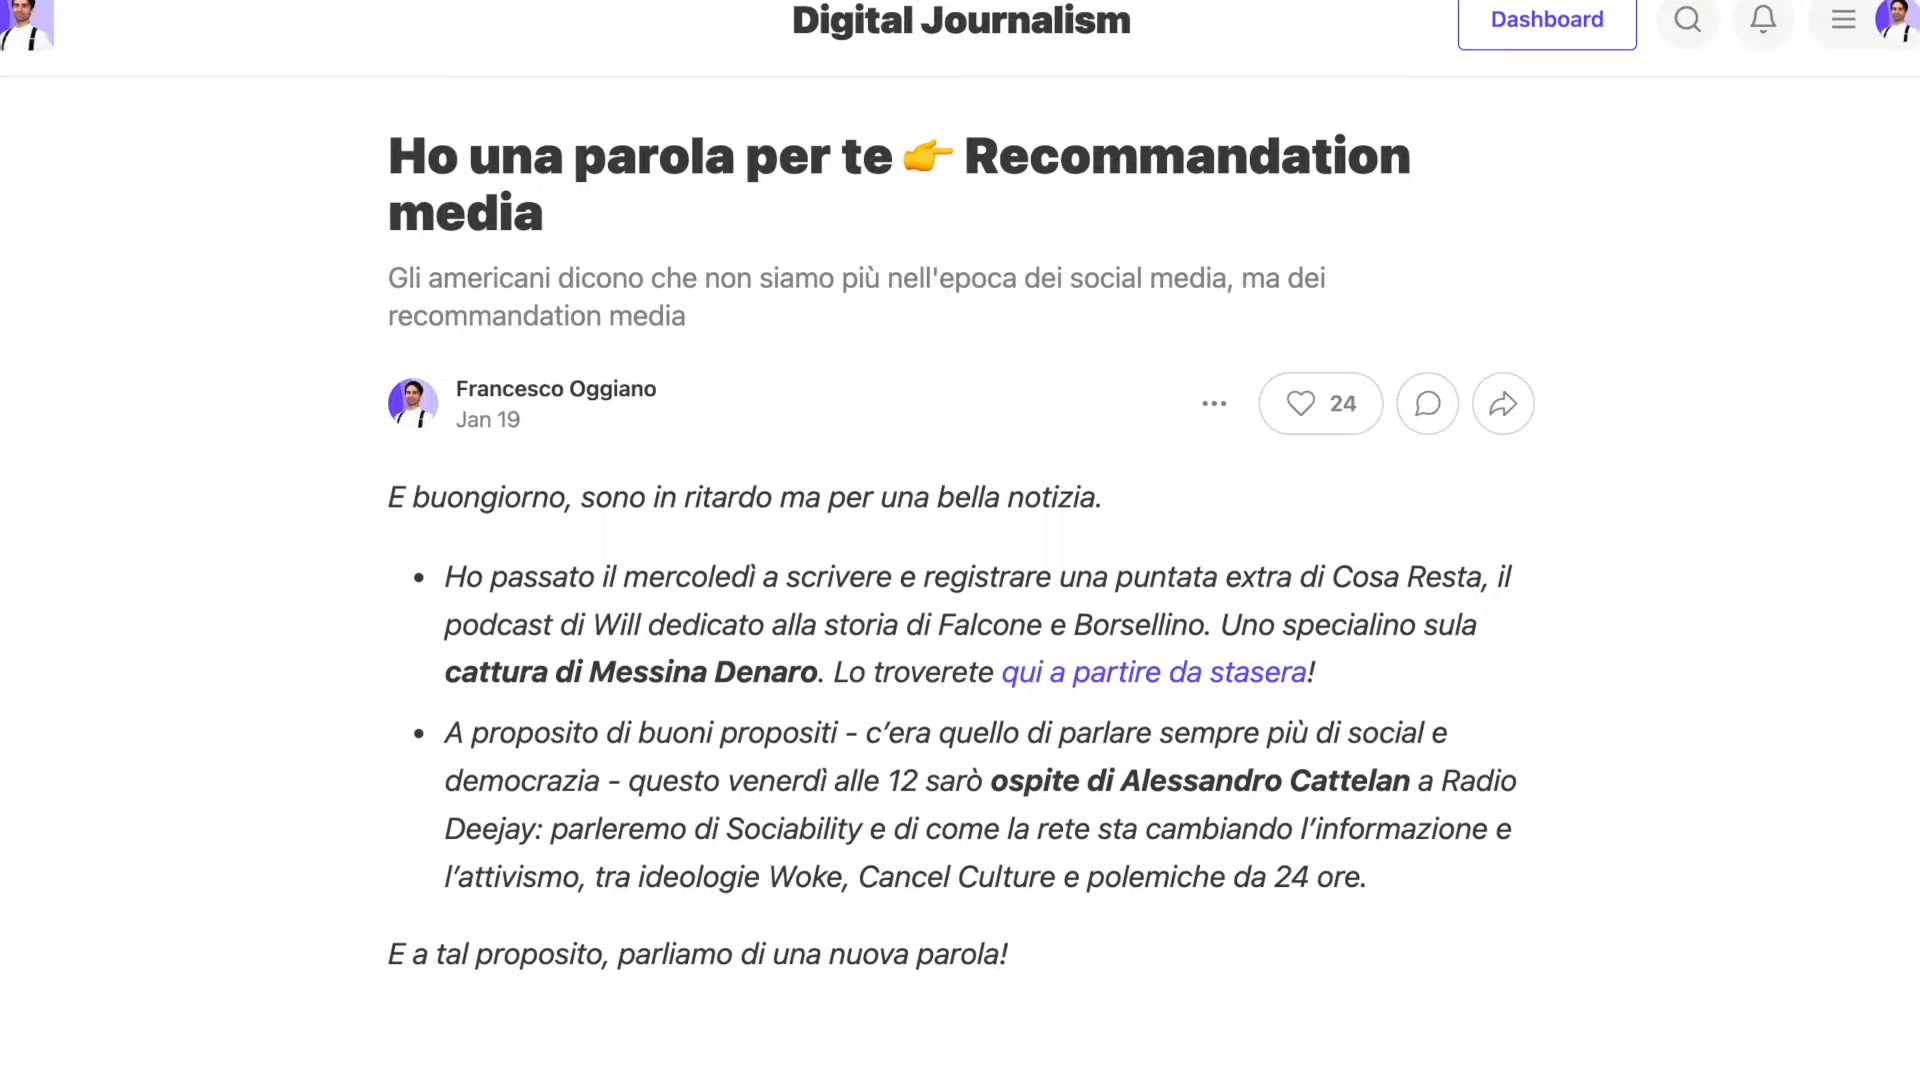 Digital Journalism
Dashboard
Ho una parola per te 👉 Recommandation
media
Gli americani dicono che non siamo più nell'epoca dei social media, ma dei
recommandation media
Francesco Oggiano
Jan 19
24
E buongiorno, sono in ritardo ma per una bella notizia.
• Ho passato il mercoledì a scrivere e registrare una puntata extra di Cosa Resta, il
podcast di Will dedicato alla storia di Falcone e Borsellino. Uno specialino sula
cattura di Messina Denaro. Lo troverete qui a partire da stasera!
• A proposito di buoni propositi - c’era quello di parlare sempre più di social e
democrazia - questo venerdì alle 12 sarò ospite di Alessandro Cattelan a Radio
Deejay: parleremo di Sociability e di come la rete sta cambiando l’informazione e
l’attivismo, tra ideologie Woke, Cancel Culture e polemiche da 24 ore.
E a tal proposito, parliamo di una nuova parola!